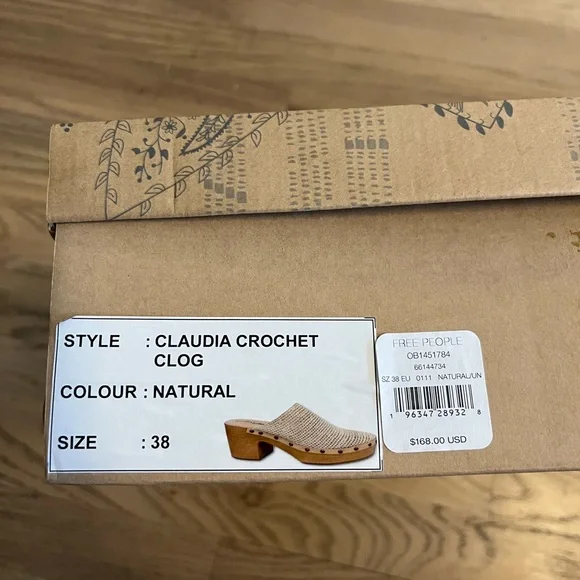 STYLE : CLAUDIA CROCHET
CLOG
COLOUR : NATURAL
SIZE : 38
FREE PEOPLE
OB1451784
66144734
SZ 38 EU 0111 NATURAL/UN
1 96347 28932 8
$168.00 USD